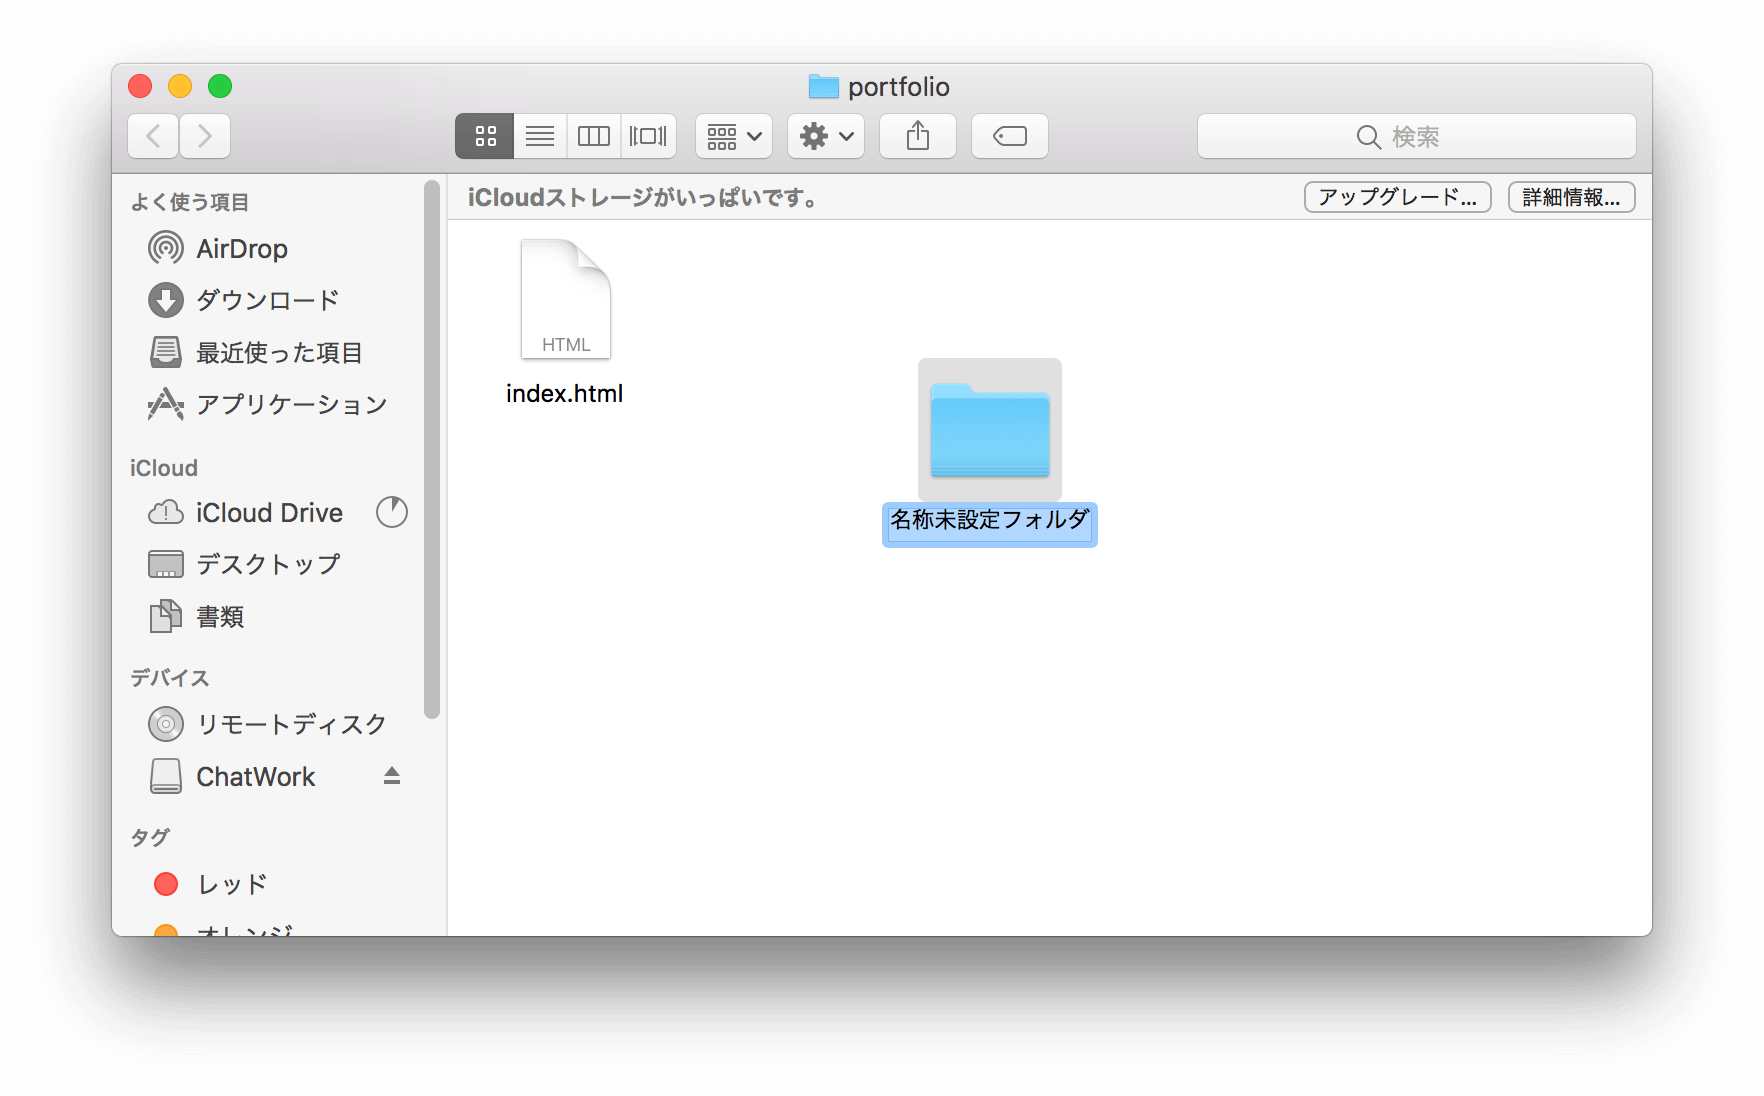 portfolio
検索
よく使う項目
AirDrop
ダウンロード
最近使った項目
アプリケーション
iCloud
iCloud Drive
デスクトップ
書類
デバイス
リモートディスク
ChatWork
タグ
レッド
オレンジ
iCloudストレージがいっぱいです。
アップグレード...
詳細情報...
HTML
index.html
名称未設定フォルダ